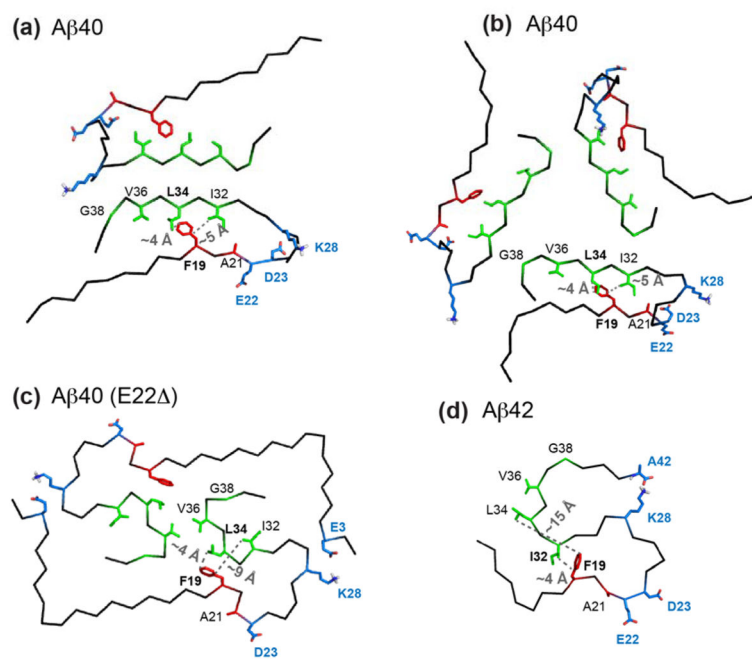 (a) Aβ40
V36 L34 I32
G38
~4 Å ~5 Å
K28
F19 A21 D23
E22
(b) Aβ40
V36 L34 I32
G38
K28
~4 Å ~5 Å
F19 A21 D23
E22
(c) Aβ40 (E22Δ)
G38
V36
L34 I32
E3
~4 Å ~9 Å
F19
K28
A21
D23
(d) Aβ42
G38
A42
V36
L34 ~15 Å K28
I32 F19
~4 Å
A21 D23
E22